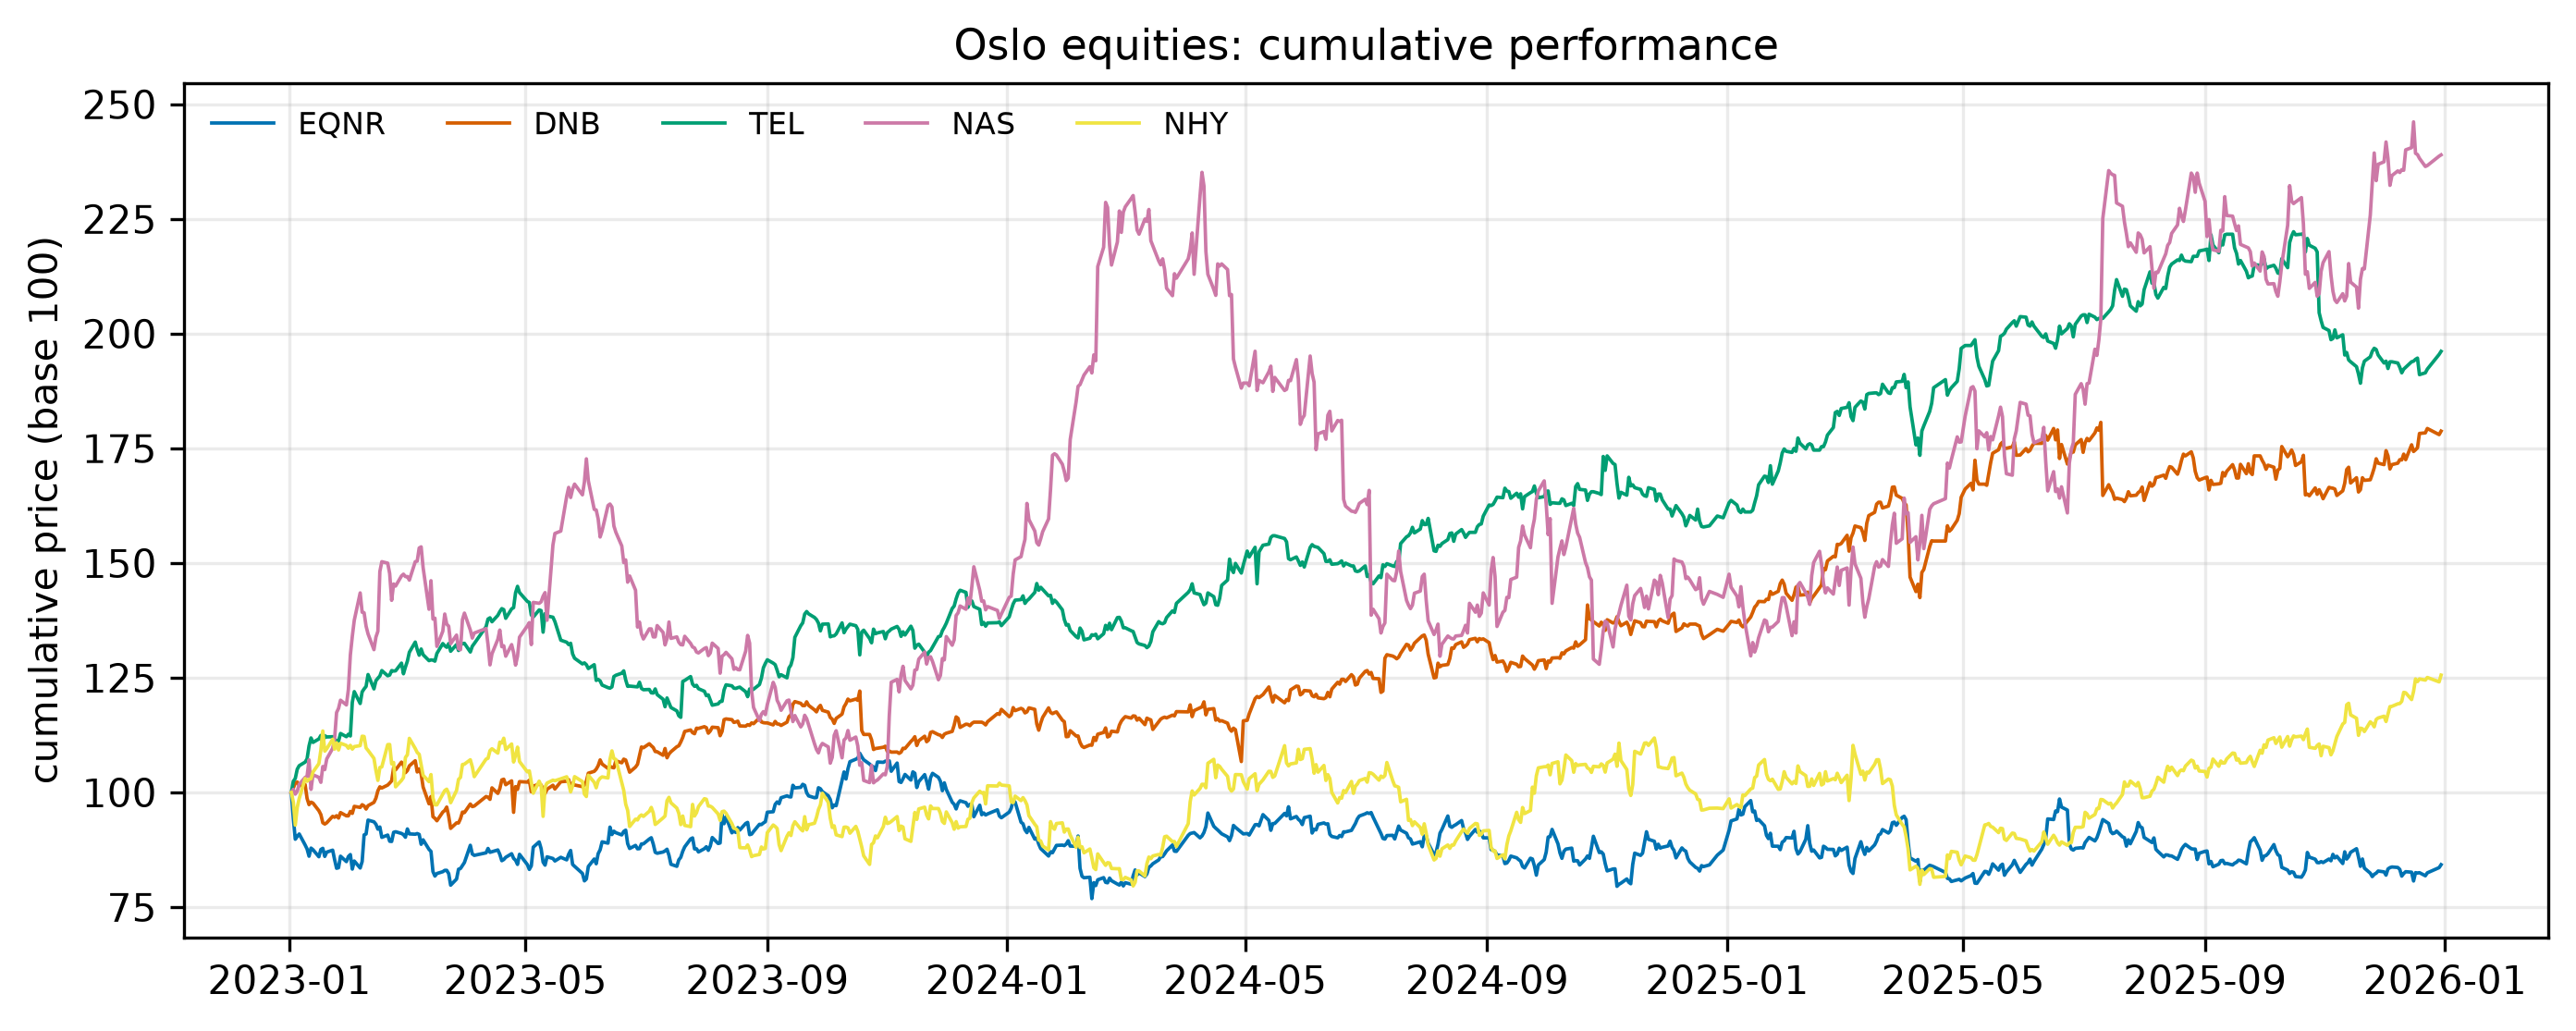 Oslo equities: cumulative performance
cumulative price (base 100)
250
225
200
175
150
125
100
75
EQNR DNB TEL NAS NHY
2023-01 2023-05 2023-09 2024-01 2024-05 2024-09 2025-01 2025-05 2025-09 2026-01